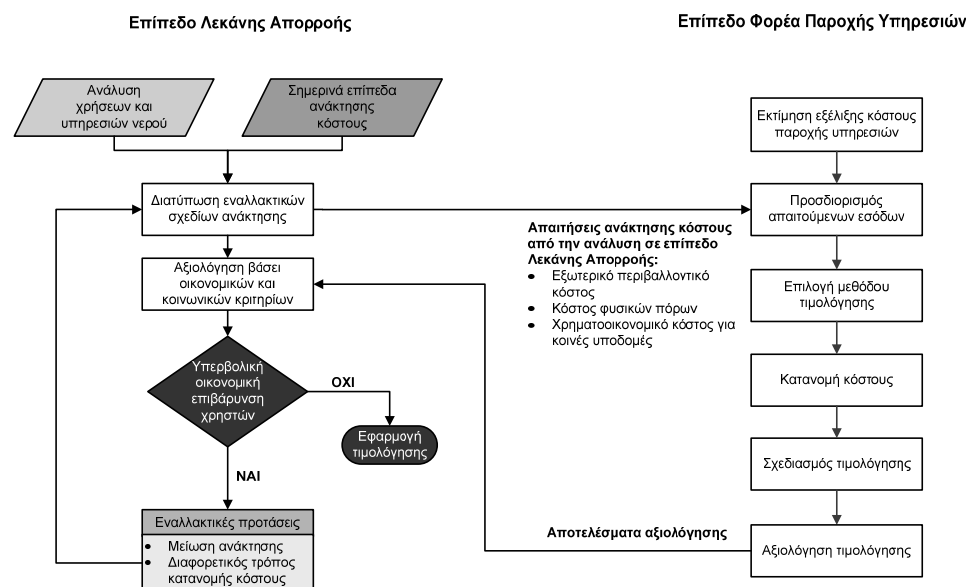 Επίπεδο Λεκάνης Απορροής
Επίπεδο Φορέα Παροχής Υπηρεσιών
Ανάλυση
χρήσεων και
υπηρεσιών νερού
Σημερινά επίπεδα
ανάκτησης
κόστους
Διατύπωση εναλλακτικών
σχεδίων ανάκτησης
Αξιολόγηση βάσει
οικονομικών και
κοινωνικών κριτηρίων
Υπερβολική
οικονομική
επιβάρυνση
χρηστών
ΟΧΙ
Εφαρμογή
τιμολόγησης
ΝΑΙ
Εναλλακτικές προτάσεις
• Μείωση ανάκτησης
• Διαφορετικός τρόπος
κατανομής κόστους
Απαιτήσεις ανάκτησης κόστους
από την ανάλυση σε επίπεδο
Λεκάνης Απορροής:
• Εξωτερικό περιβαλλοντικό
κόστος
• Κόστος φυσικών πόρων
• Χρηματοοικονομικό κόστος για
κοινές υποδομές
Αποτελέσματα αξιολόγησης
Εκτίμηση εξέλιξης κόστους
παροχής υπηρεσιών
Προσδιορισμός
απαιτούμενων εσόδων
Επιλογή μεθόδου
τιμολόγησης
Κατανομή κόστους
Σχεδιασμός τιμολόγησης
Αξιολόγηση τιμολόγησης